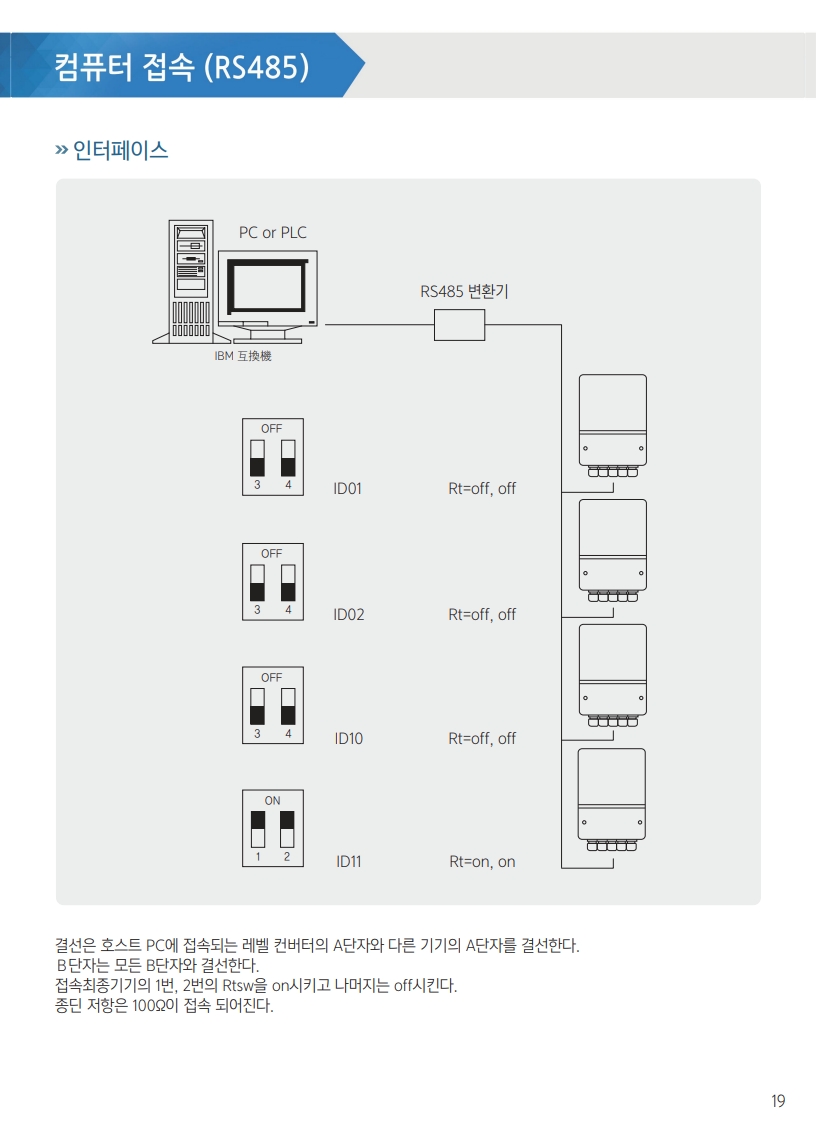 컴퓨터 접속 (RS485)
» 인터페이스
PC or PLC
RS485 변환기
IBM 互換機
OFF
3 4
ID01
Rt=off, off
OFF
3 4
ID02
Rt=off, off
OFF
3 4
ID10
Rt=off, off
ON
1 2
ID11
Rt=on, on
결선은 호스트 PC에 접속되는 레벨 컨버터의 A단자와 다른 기기의 A단자를 결선한다.
B단자는 모든 B단자와 결선한다.
접속최종기기의 1번, 2번의 Rtsw을 on시키고 나머지는 off시킨다.
종딘 저항은 100Ω이 접속 되어진다.
19